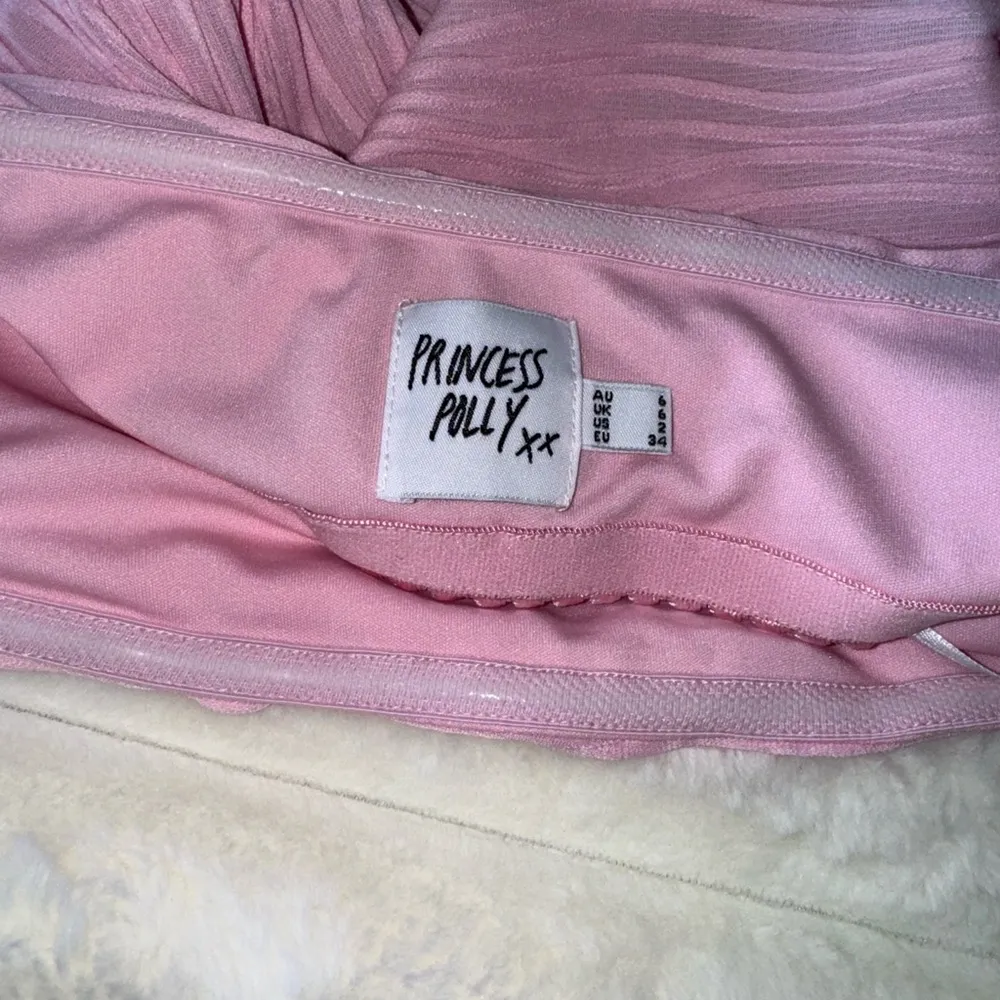 PRINCESS
POLLY xx
AU 6
UK 6
US 2
EU 34